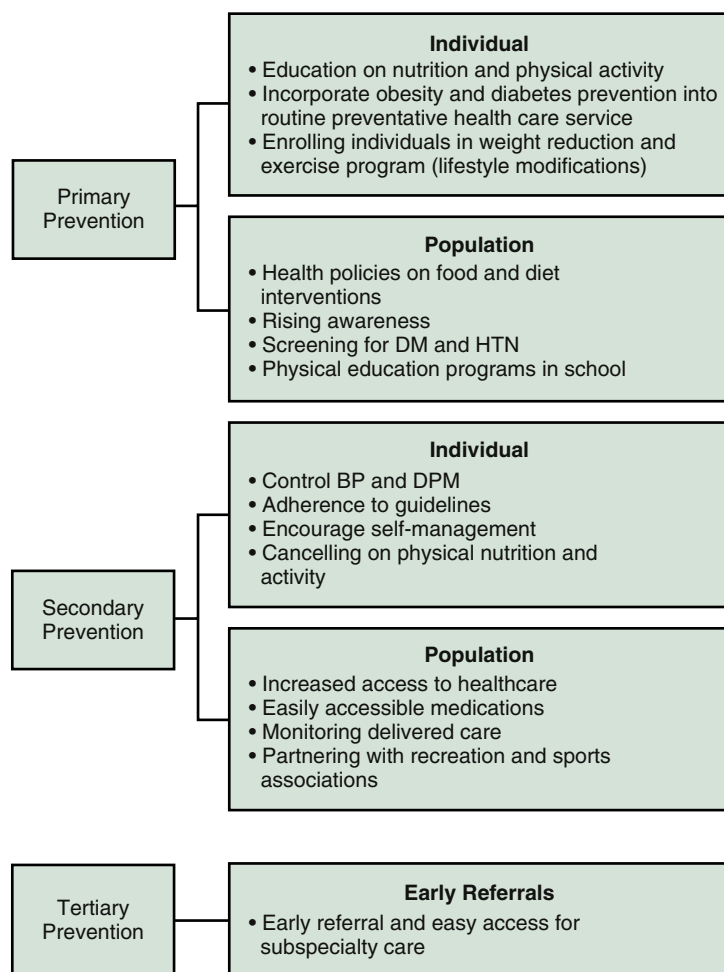 Primary
Prevention
Individual
• Education on nutrition and physical activity
• Incorporate obesity and diabetes prevention into
routine preventative health care service
• Enrolling individuals in weight reduction and
exercise program (lifestyle modifications)
Population
• Health policies on food and diet
interventions
• Rising awareness
• Screening for DM and HTN
• Physical education programs in school
Secondary
Prevention
Individual
• Control BP and DPM
• Adherence to guidelines
• Encourage self-management
• Cancelling on physical nutrition and
activity
Population
• Increased access to healthcare
• Easily accessible medications
• Monitoring delivered care
• Partnering with recreation and sports
associations
Tertiary
Prevention
Early Referrals
• Early referral and easy access for
subspecialty care